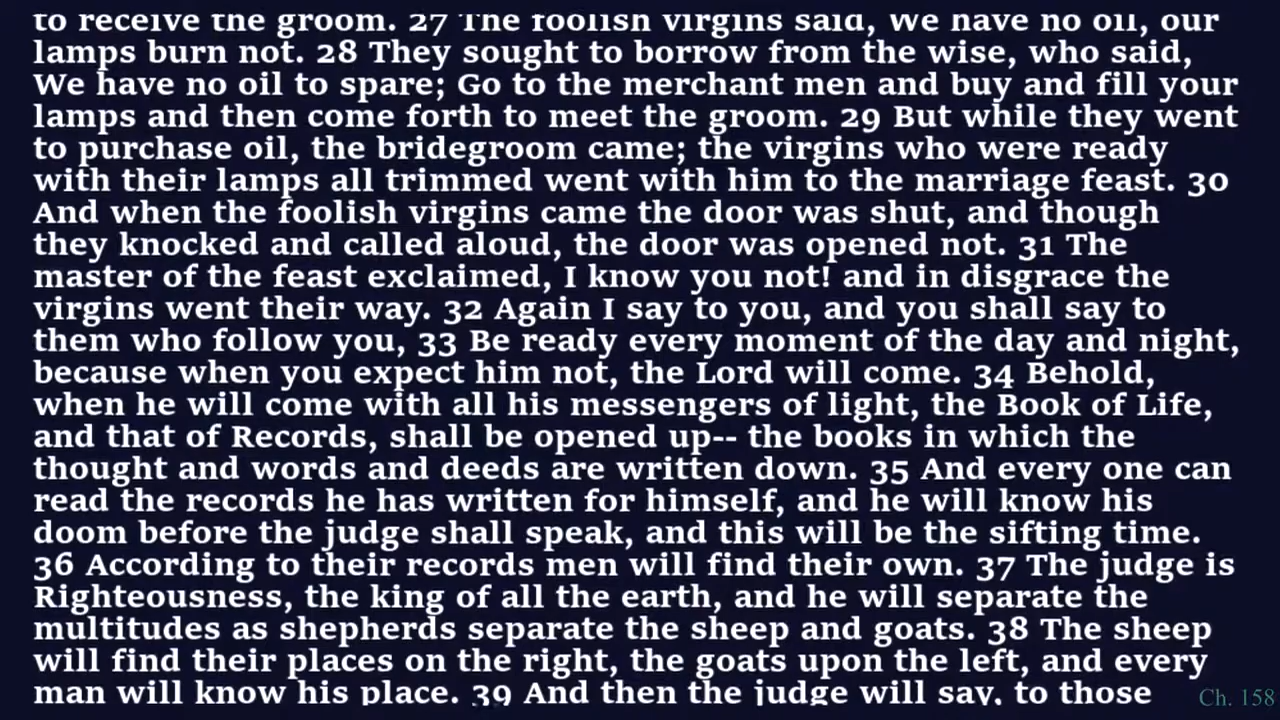 to receive the groom. 27 The foolish virgins said, We have no oil, our
lamps burn not. 28 They sought to borrow from the wise, who said,
We have no oil to spare; Go to the merchant men and buy and fill your
lamps and then come forth to meet the groom. 29 But while they went
to purchase oil, the bridegroom came; the virgins who were ready
with their lamps all trimmed went with him to the marriage feast. 30
And when the foolish virgins came the door was shut, and though
they knocked and called aloud, the door was opened not. 31 The
master of the feast exclaimed, I know you not! and in disgrace the
virgins went their way. 32 Again I say to you, and you shall say to
them who follow you, 33 Be ready every moment of the day and night,
because when you expect him not, the Lord will come. 34 Behold,
when he will come with all his messengers of light, the Book of Life,
and that of Records, shall be opened up-- the books in which the
thought and words and deeds are written down. 35 And every one can
read the records he has written for himself, and he will know his
doom before the judge shall speak, and this will be the sifting time.
36 According to their records men will find their own. 37 The judge is
Righteousness, the king of all the earth, and he will separate the
multitudes as shepherds separate the sheep and goats. 38 The sheep
will find their places on the right, the goats upon the left, and every
man will know his place. 39 And then the judge will say, to those
Ch. 158